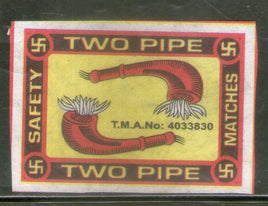 TWO PIPE
SAFETY
MATCHES
T.M.A.No: 4033830
TWO PIPE